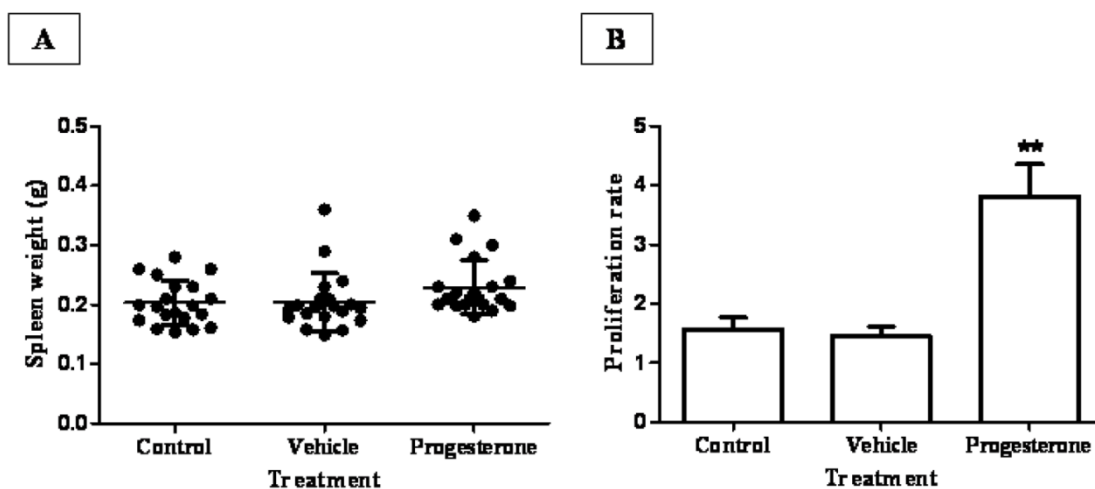 A
B
0.5
0.4
0.3
0.2
0.1
0.0
Spleen weight (g)
Control
Vehicle
Progesterone
Treatment
5
4
3
2
1
0
Proliferation rate
**
Control
Vehicle
Progesterone
Treatment